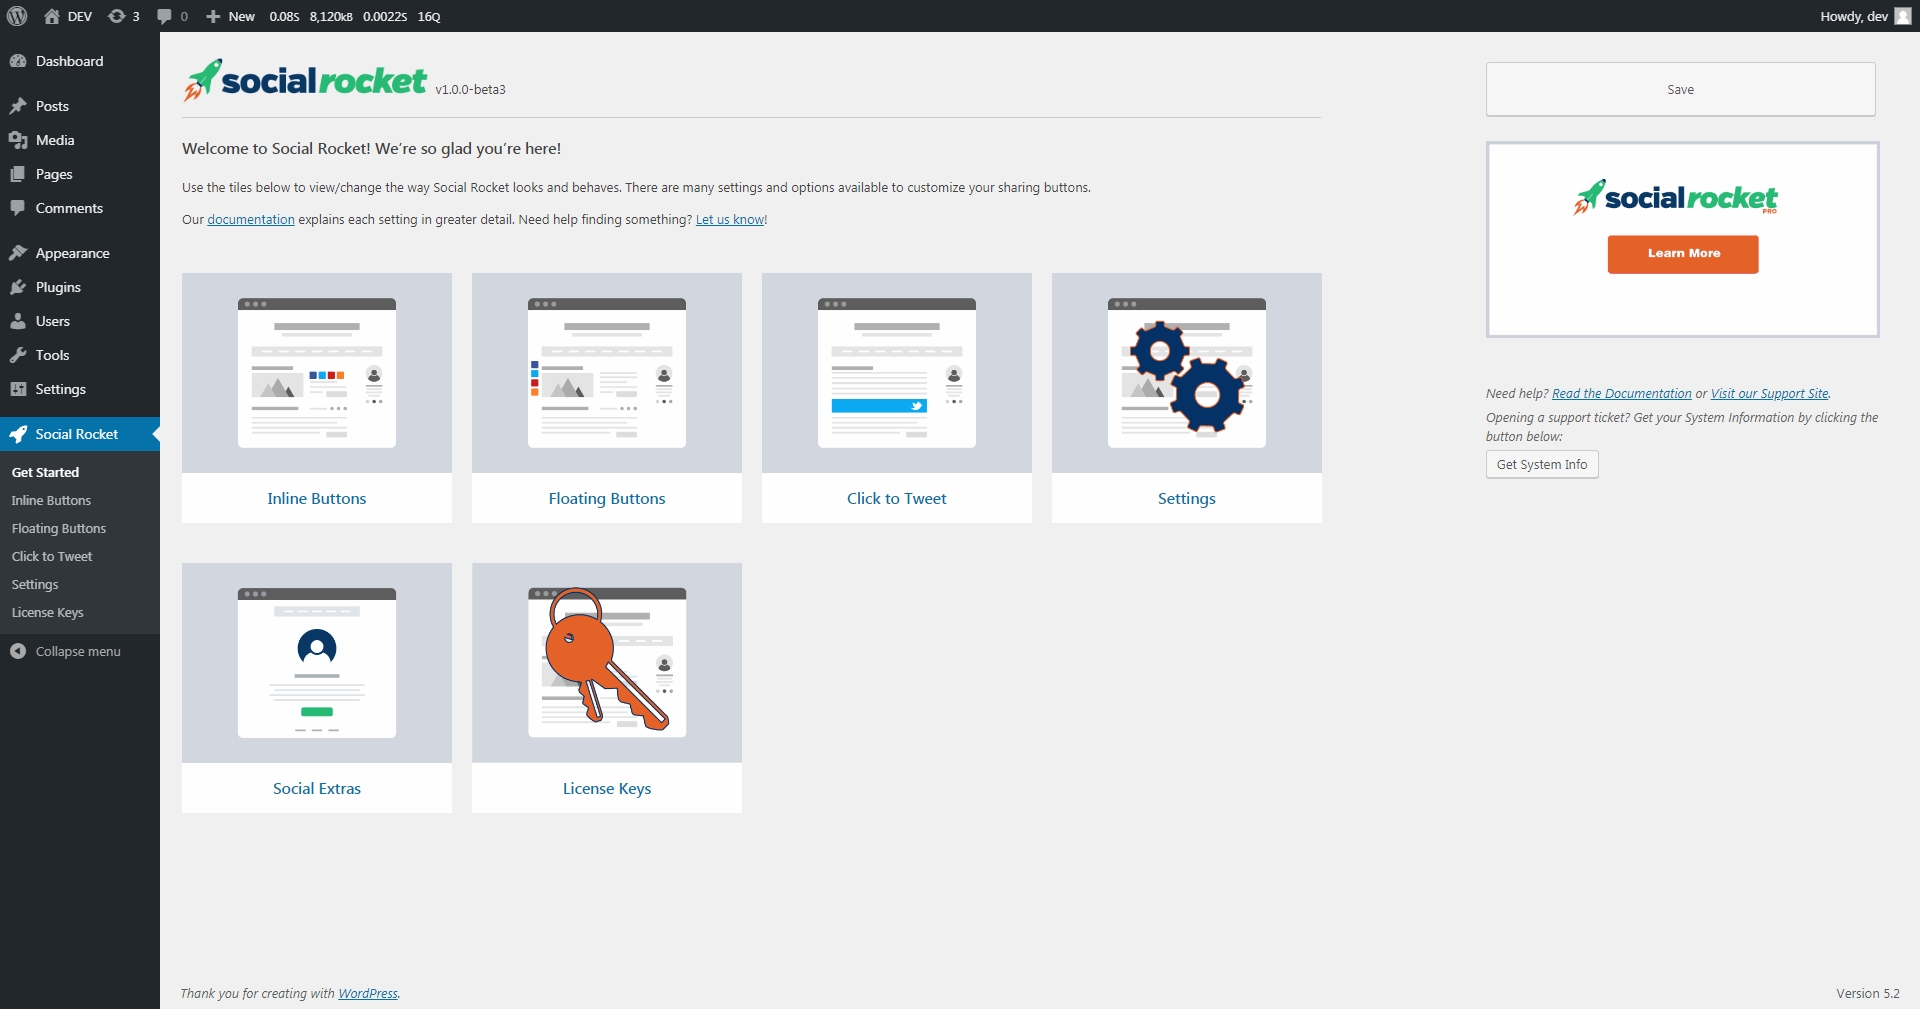 DEV 3 0 New 0.08s 8,120kB 0.0022s 16Q Howdy, dev
Dashboard
Posts
Media
Pages
Comments
Appearance
Plugins
Users
Tools
Settings
Social Rocket
Get Started
Inline Buttons
Floating Buttons
Click to Tweet
Settings
License Keys
Collapse menu
socialrocket v1.0.0-beta3
Welcome to Social Rocket! We’re so glad you’re here!
Use the tiles below to view/change the way Social Rocket looks and behaves. There are many settings and options available to customize your sharing buttons.
Our documentation explains each setting in greater detail. Need help finding something? Let us know!
Inline Buttons
Floating Buttons
Click to Tweet
Settings
Social Extras
License Keys
Save
socialrocket
PRO
Learn More
Need help? Read the Documentation or Visit our Support Site.
Opening a support ticket? Get your System Information by clicking the
button below:
Get System Info
Thank you for creating with WordPress.
Version 5.2